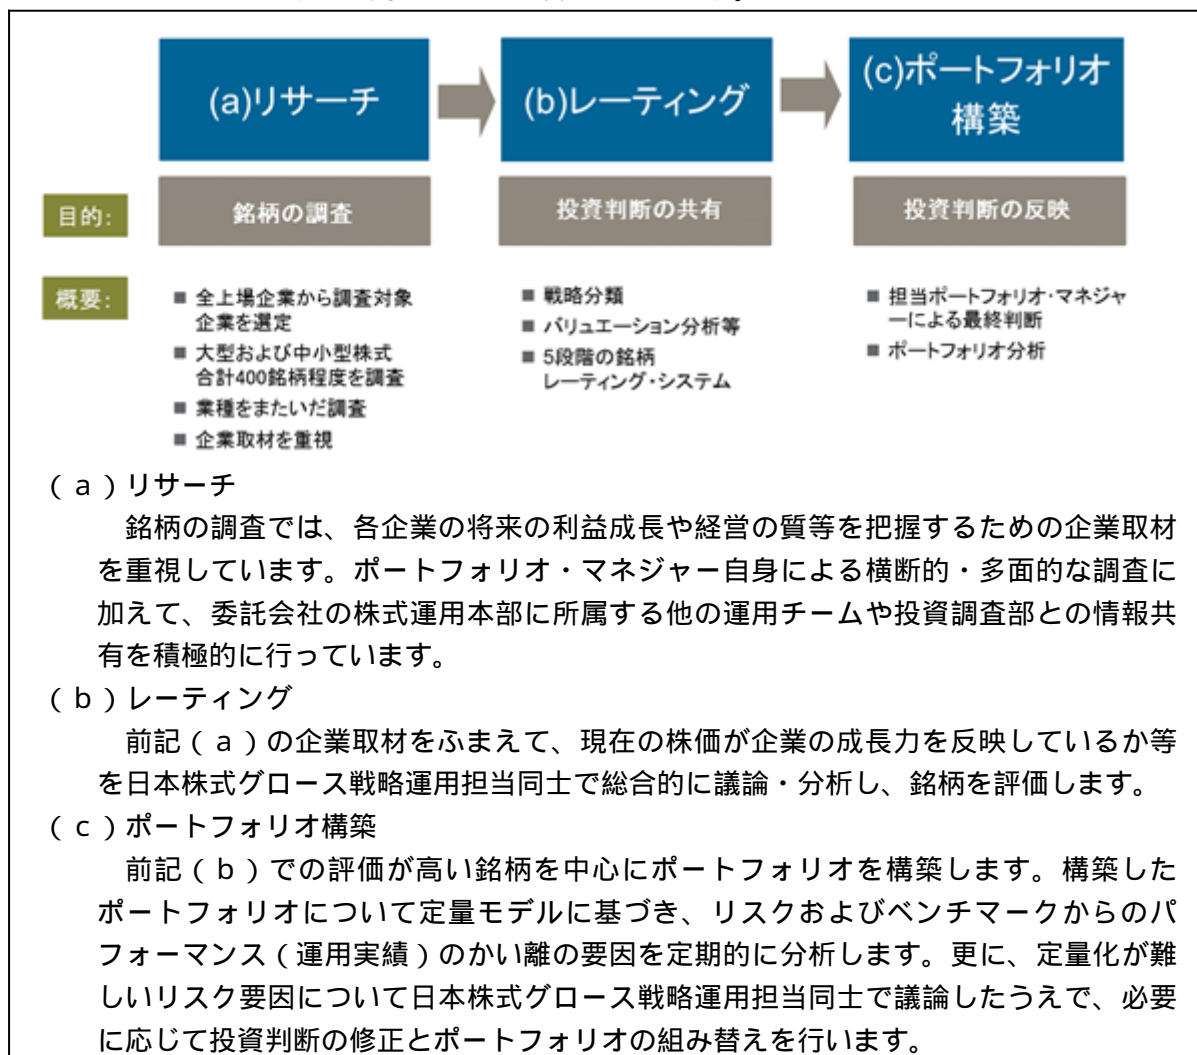 (a)リサーチ
(b)レーティング
(c)ポートフォリオ
構築
目的:
銘柄の調査
投資判断の共有
投資判断の反映
概要:
■ 全上場企業から調査対象
企業を選定
■ 大型および中小型株式
合計400銘柄程度を調査
■ 業種をまたいだ調査
■ 企業取材を重視
■ 戦略分類
■ バリュエーション分析等
■ 5段階の銘柄
レーティング・システム
■ 担当ポートフォリオ・マネジャ
ーによる最終判断
■ ポートフォリオ分析
(a)リサーチ
銘柄の調査では、各企業の将来の利益成長や経営の質等を把握するための企業取材
を重視しています。ポートフォリオ・マネジャー自身による横断的・多面的な調査に
加えて、委託会社の株式運用本部に所属する他の運用チームや投資調査部との情報共
有を積極的に行っています。
(b)レーティング
前記(a)の企業取材をふまえて、現在の株価が企業の成長力を反映しているか等
を日本株式グロース戦略運用担当同士で総合的に議論・分析し、銘柄を評価します。
(c)ポートフォリオ構築
前記(b)での評価が高い銘柄を中心にポートフォリオを構築します。構築した
ポートフォリオについて定量モデルに基づき、リスクおよびベンチマークからのパ
フォーマンス(運用実績)のかい離の要因を定期的に分析します。更に、定量化が難
しいリスク要因について日本株式グロース戦略運用担当同士で議論したうえで、必要
に応じて投資判断の修正とポートフォリオの組み替えを行います。